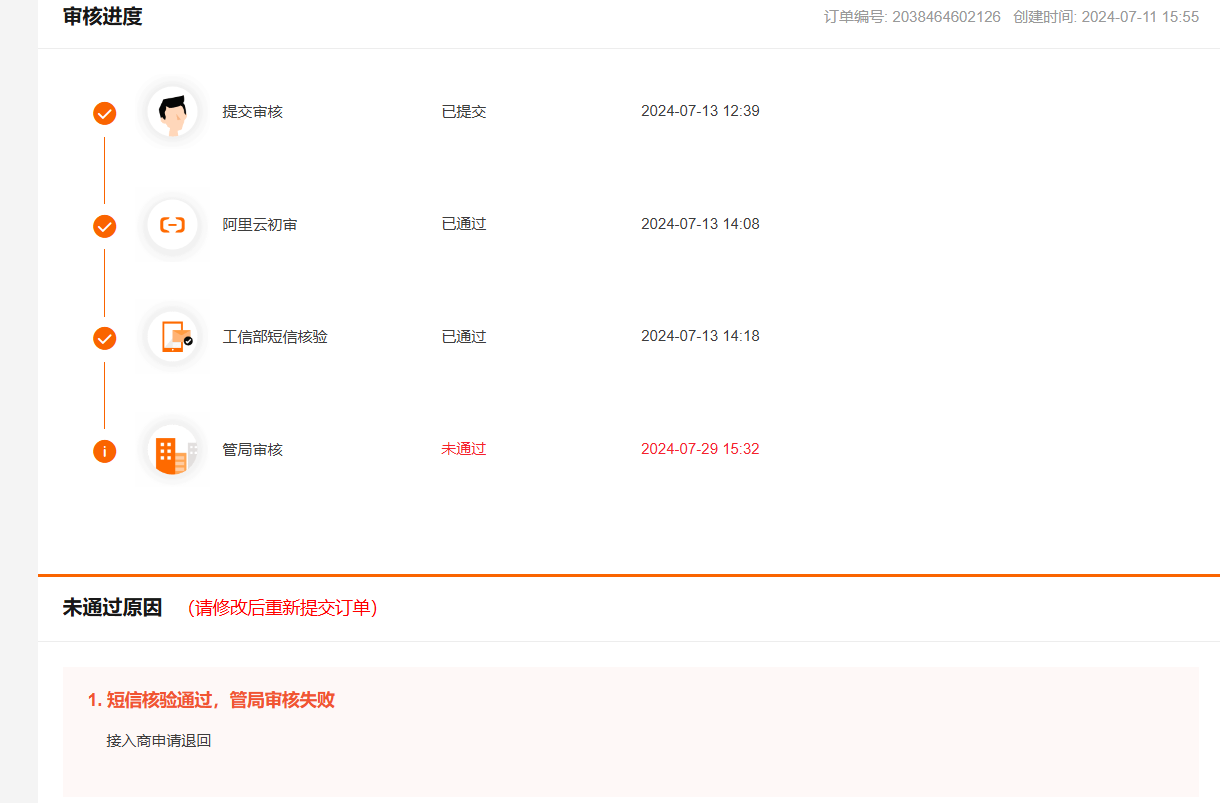 审核进度
订单编号: 2038464602126 创建时间: 2024-07-11 15:55
提交审核 已提交 2024-07-13 12:39
阿里云初审 已通过 2024-07-13 14:08
工信部短信核验 已通过 2024-07-13 14:18
管局审核 未通过 2024-07-29 15:32
未通过原因 (请修改后重新提交订单)
1. 短信核验通过，管局审核失败
接入商申请退回